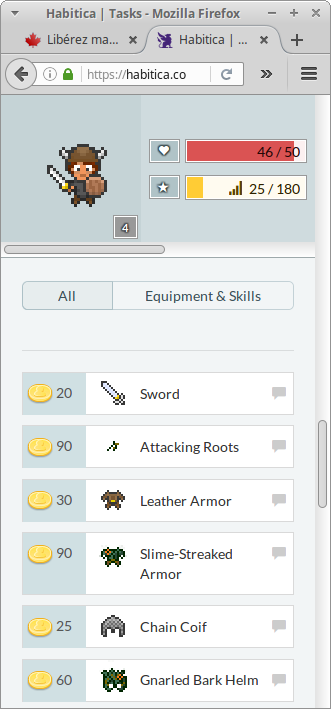 Habitica | Tasks - Mozilla Firefox
Libérez ma...
Habitica | ...
https://habitica.co
46 / 50
25 / 180
4
All
Equipment & Skills
20
Sword
90
Attacking Roots
30
Leather Armor
90
Slime-Streaked
Armor
25
Chain Coif
60
Gnarled Bark Helm